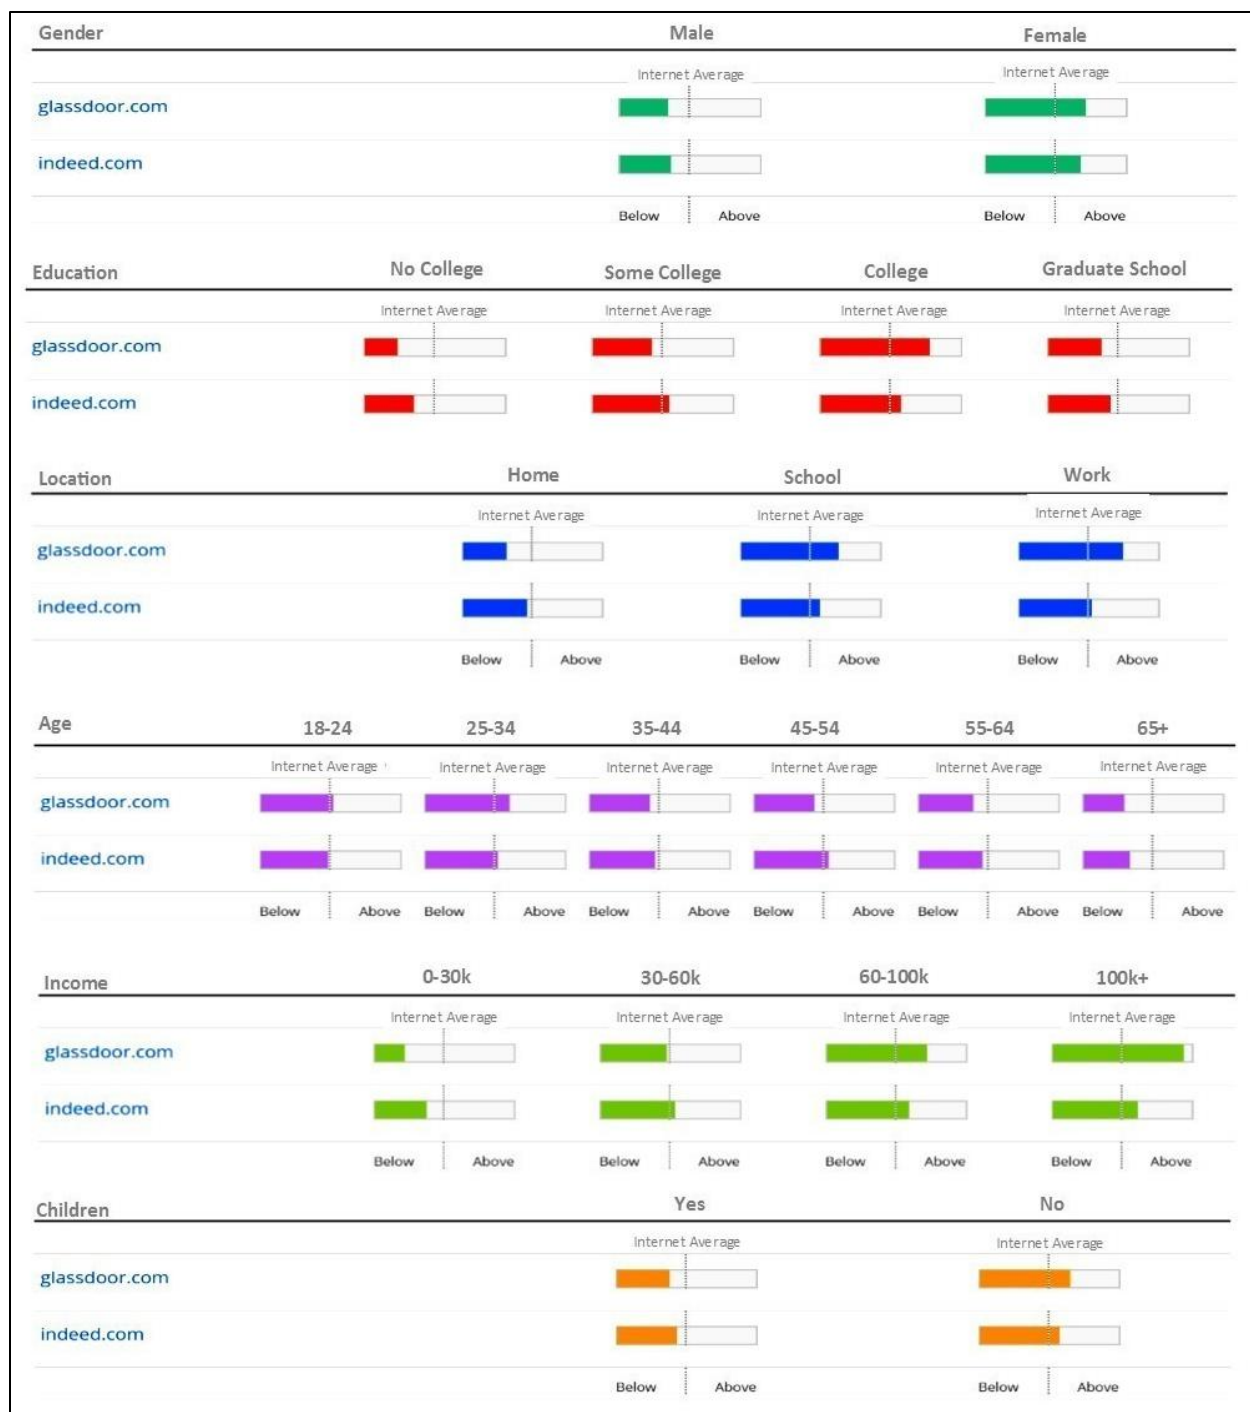 Gender Male Female
Internet Average Internet Average
glassdoor.com
indeed.com
Below Above Below Above
Education No College Some College College Graduate School
Internet Average Internet Average Internet Average Internet Average
glassdoor.com
indeed.com
Location Home School Work
Internet Average Internet Average Internet Average
glassdoor.com
indeed.com
Below Above Below Above Below Above
Age 18-24 25-34 35-44 45-54 55-64 65+
Internet Average Internet Average Internet Average Internet Average Internet Average Internet Average
glassdoor.com
indeed.com
Below Above Below Above Below Above Below Above Below Above Below Above
Income 0-30k 30-60k 60-100k 100k+
Internet Average Internet Average Internet Average Internet Average
glassdoor.com
indeed.com
Below Above Below Above Below Above Below Above
Children Yes No
Internet Average Internet Average
glassdoor.com
indeed.com
Below Above Below Above